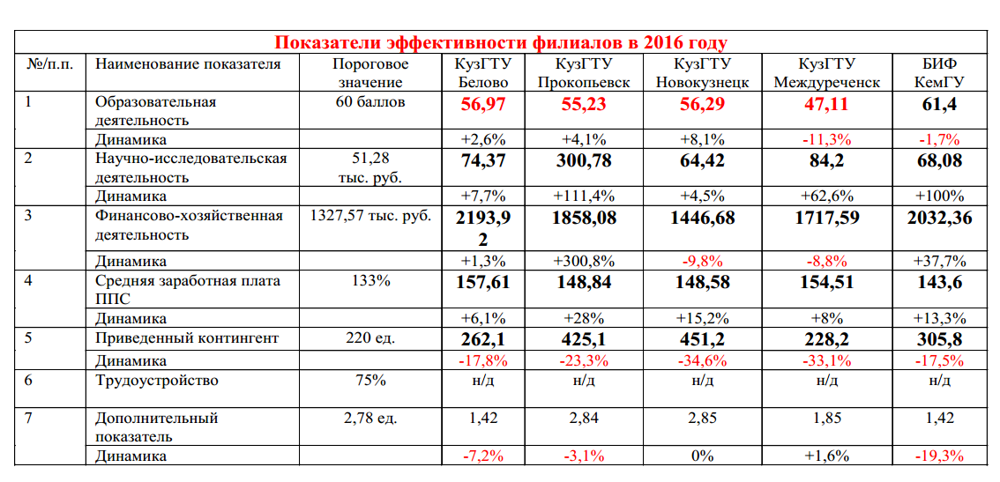 Показатели эффективности филиалов в 2016 году
№/п.п. Наименование показателя Пороговое значение КузГТУ Белово КузГТУ Прокопьевск КузГТУ Новокузнецк КузГТУ Междуреченск БИФ КемГУ
1 Образовательная деятельность 60 баллов 56,97 55,23 56,29 47,11 61,4
Динамика +2,6% +4,1% +8,1% -11,3% -1,7%
2 Научно-исследовательская деятельность 51,28 тыс. руб. 74,37 300,78 64,42 84,2 68,08
Динамика +7,7% +111,4% +4,5% +62,6% +100%
3 Финансово-хозяйственная деятельность 1327,57 тыс. руб. 2193,92 1858,08 1446,68 1717,59 2032,36
Динамика +1,3% +300,8% -9,8% -8,8% +37,7%
4 Средняя заработная плата ППС 133% 157,61 148,84 148,58 154,51 143,6
Динамика +6,1% +28% +15,2% +8% +13,3%
5 Приведенный контингент 220 ед. 262,1 425,1 451,2 228,2 305,8
Динамика -17,8% -23,3% -34,6% -33,1% -17,5%
6 Трудоустройство 75% н/д н/д н/д н/д н/д
7 Дополнительный показатель 2,78 ед. 1,42 2,84 2,85 1,85 1,42
Динамика -7,2% -3,1% 0% +1,6% -19,3%